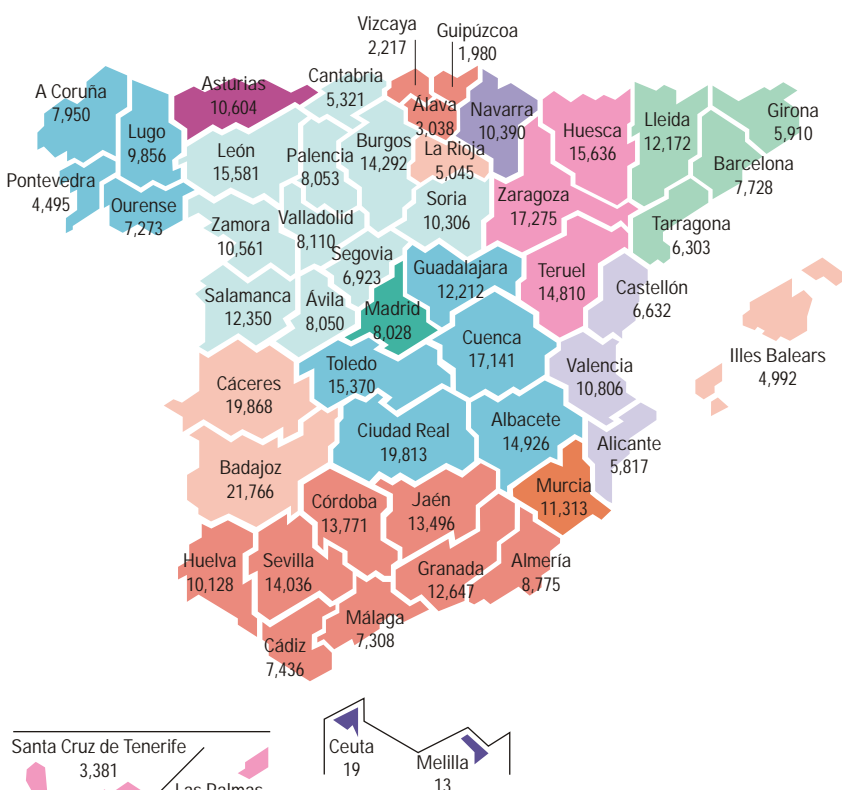 Vizcaya
2,217
Guipúzcoa
1,980
Cantabria
5,321
Asturias
10,604
A Coruña
7,950
Lugo
9,856
Álava
3,038
Navarra
10,390
Huesca
15,636
Lleida
12,172
Girona
5,910
Barcelona
7,728
León
15,581
Palencia
8,053
Burgos
14,292
La Rioja
5,045
Pontevedra
4,495
Ourense
7,273
Zamora
10,561
Valladolid
8,110
Soria
10,306
Zaragoza
17,275
Tarragona
6,303
Segovia
6,923
Guadalajara
12,212
Teruel
14,810
Castellón
6,632
Salamanca
12,350
Ávila
8,050
Madrid
8,028
Cuenca
17,141
Illes Balears
4,992
Toledo
15,370
Valencia
10,806
Cáceres
19,868
Ciudad Real
19,813
Albacete
14,926
Alicante
5,817
Badajoz
21,766
Córdoba
13,771
Jaén
13,496
Murcia
11,313
Huelva
10,128
Sevilla
14,036
Granada
12,647
Almería
8,775
Málaga
7,308
Cádiz
7,436
Santa Cruz de Tenerife
3,381
Las Palmas
Ceuta
19
Melilla
13